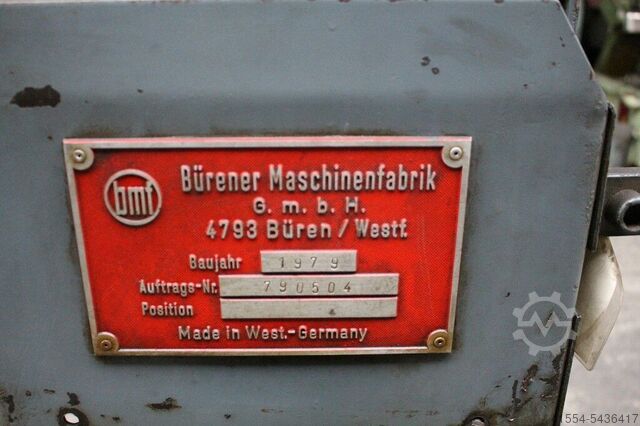 bmf
Bürener Maschinenfabrik
G. m. b. H.
4793 Büren / Westf.
Baujahr 1979
Auftrags-Nr. 790504
Position
Made in West.-Germany
554-5436417